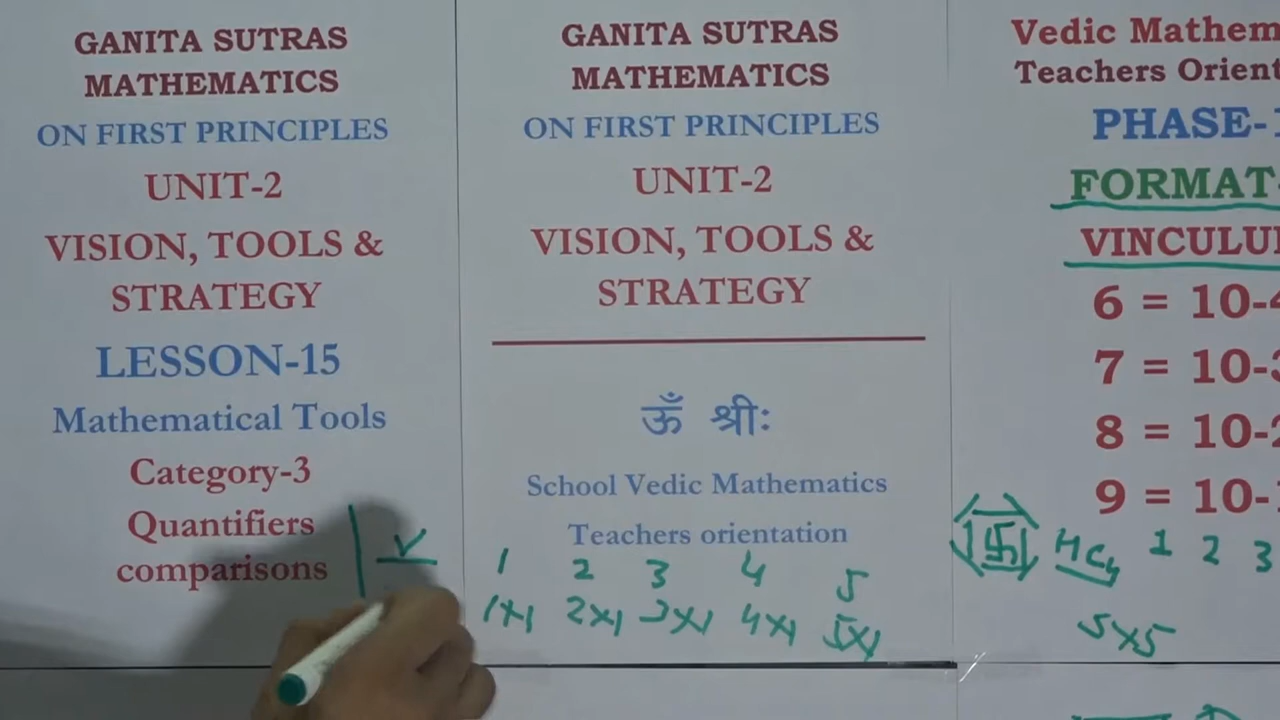 GANITA SUTRAS
MATHEMATICS
ON FIRST PRINCIPLES
UNIT-2
VISION, TOOLS &
STRATEGY
LESSON-15
Mathematical Tools
Category-3
Quantifiers
comparisons
GANITA SUTRAS
MATHEMATICS
ON FIRST PRINCIPLES
UNIT-2
VISION, TOOLS &
STRATEGY
ॐ श्रीः
School Vedic Mathematics
Teachers orientation
1 2 3 4 5
1x1 2x1 3x1 4x1 5x1
Vedic Mathem
Teachers Orient
PHASE-
FORMAT-
VINCULU
6 = 10-4
7 = 10-3
8 = 10-2
9 = 10-1
HC4 1 2 3
5x5